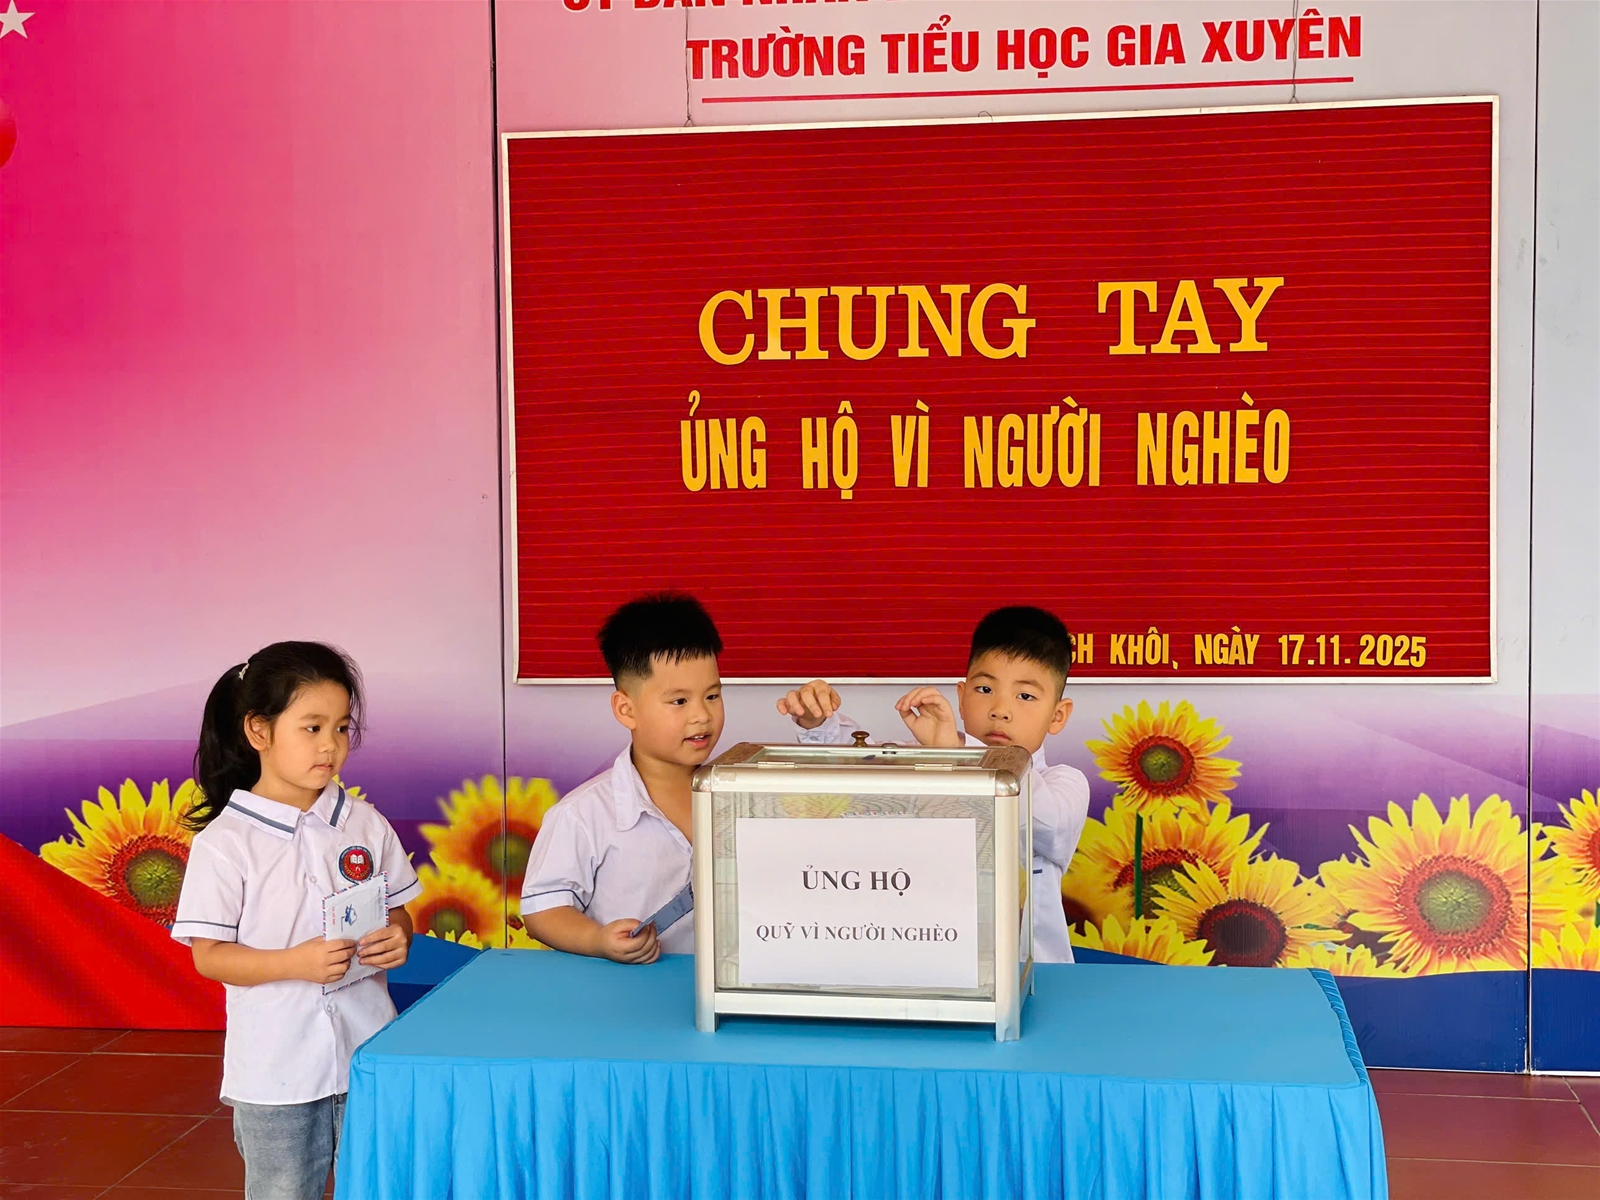 TRƯỜNG TIỂU HỌC GIA XUYÊN
CHUNG TAY
ỦNG HỘ VÌ NGƯỜI NGHÈO
KHÔI, NGÀY 17.11.2025
ỦNG HỘ
QUỸ VÌ NGƯỜI NGHÈO